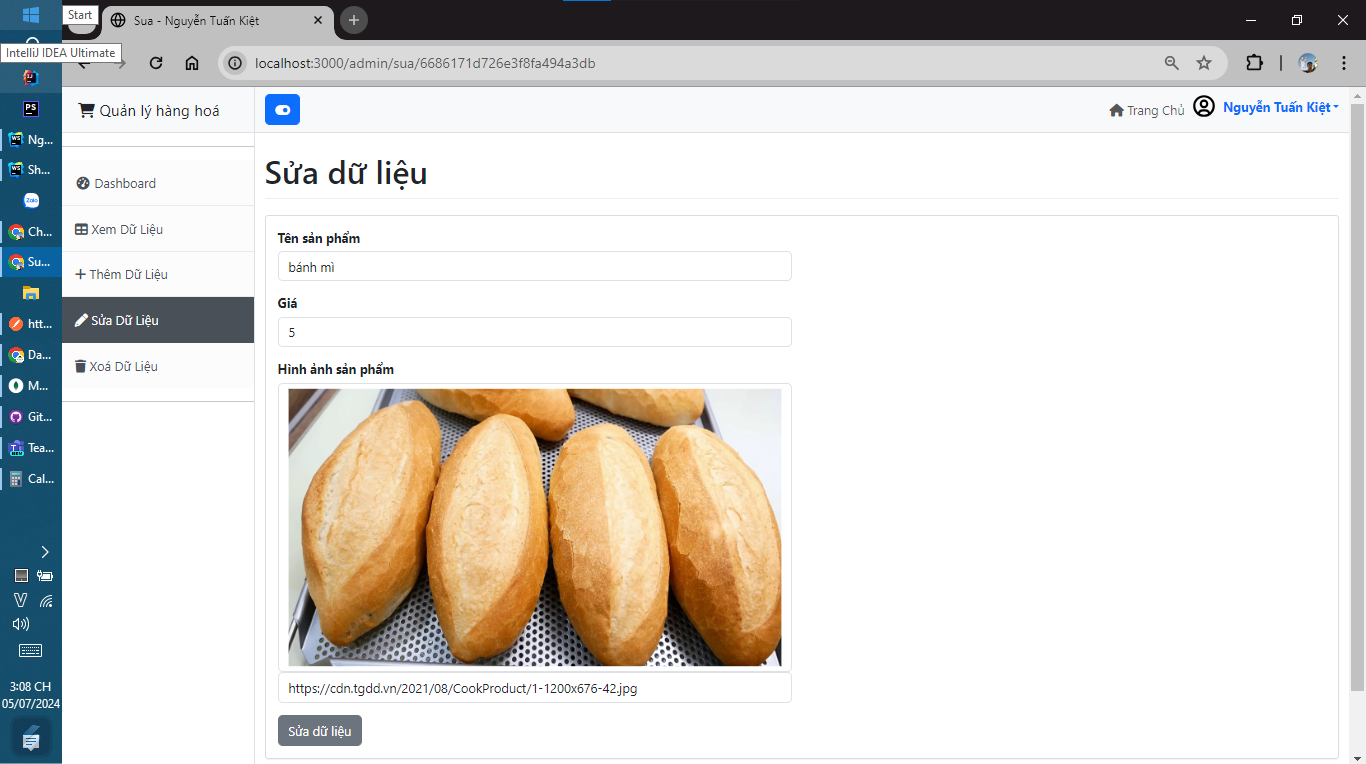 Start
Sua - Nguyễn Tuấn Kiệt
IntelliJ IDEA Ultimate
localhost:3000/admin/sua/6686171d726e3f8fa494a3db
PS
WS Ng...
WS Sh...
Zalo
Ch...
Su...
htt...
Da...
M...
Git...
Tea...
Cal...
3:08 CH
05/07/2024
Quản lý hàng hoá
Dashboard
Xem Dữ Liệu
Thêm Dữ Liệu
Sửa Dữ Liệu
Xoá Dữ Liệu
Trang Chủ
Nguyễn Tuấn Kiệt
Sửa dữ liệu
Tên sản phẩm
bánh mì
Giá
5
Hình ảnh sản phẩm
https://cdn.tgdd.vn/2021/08/CookProduct/1-1200x676-42.jpg
Sửa dữ liệu